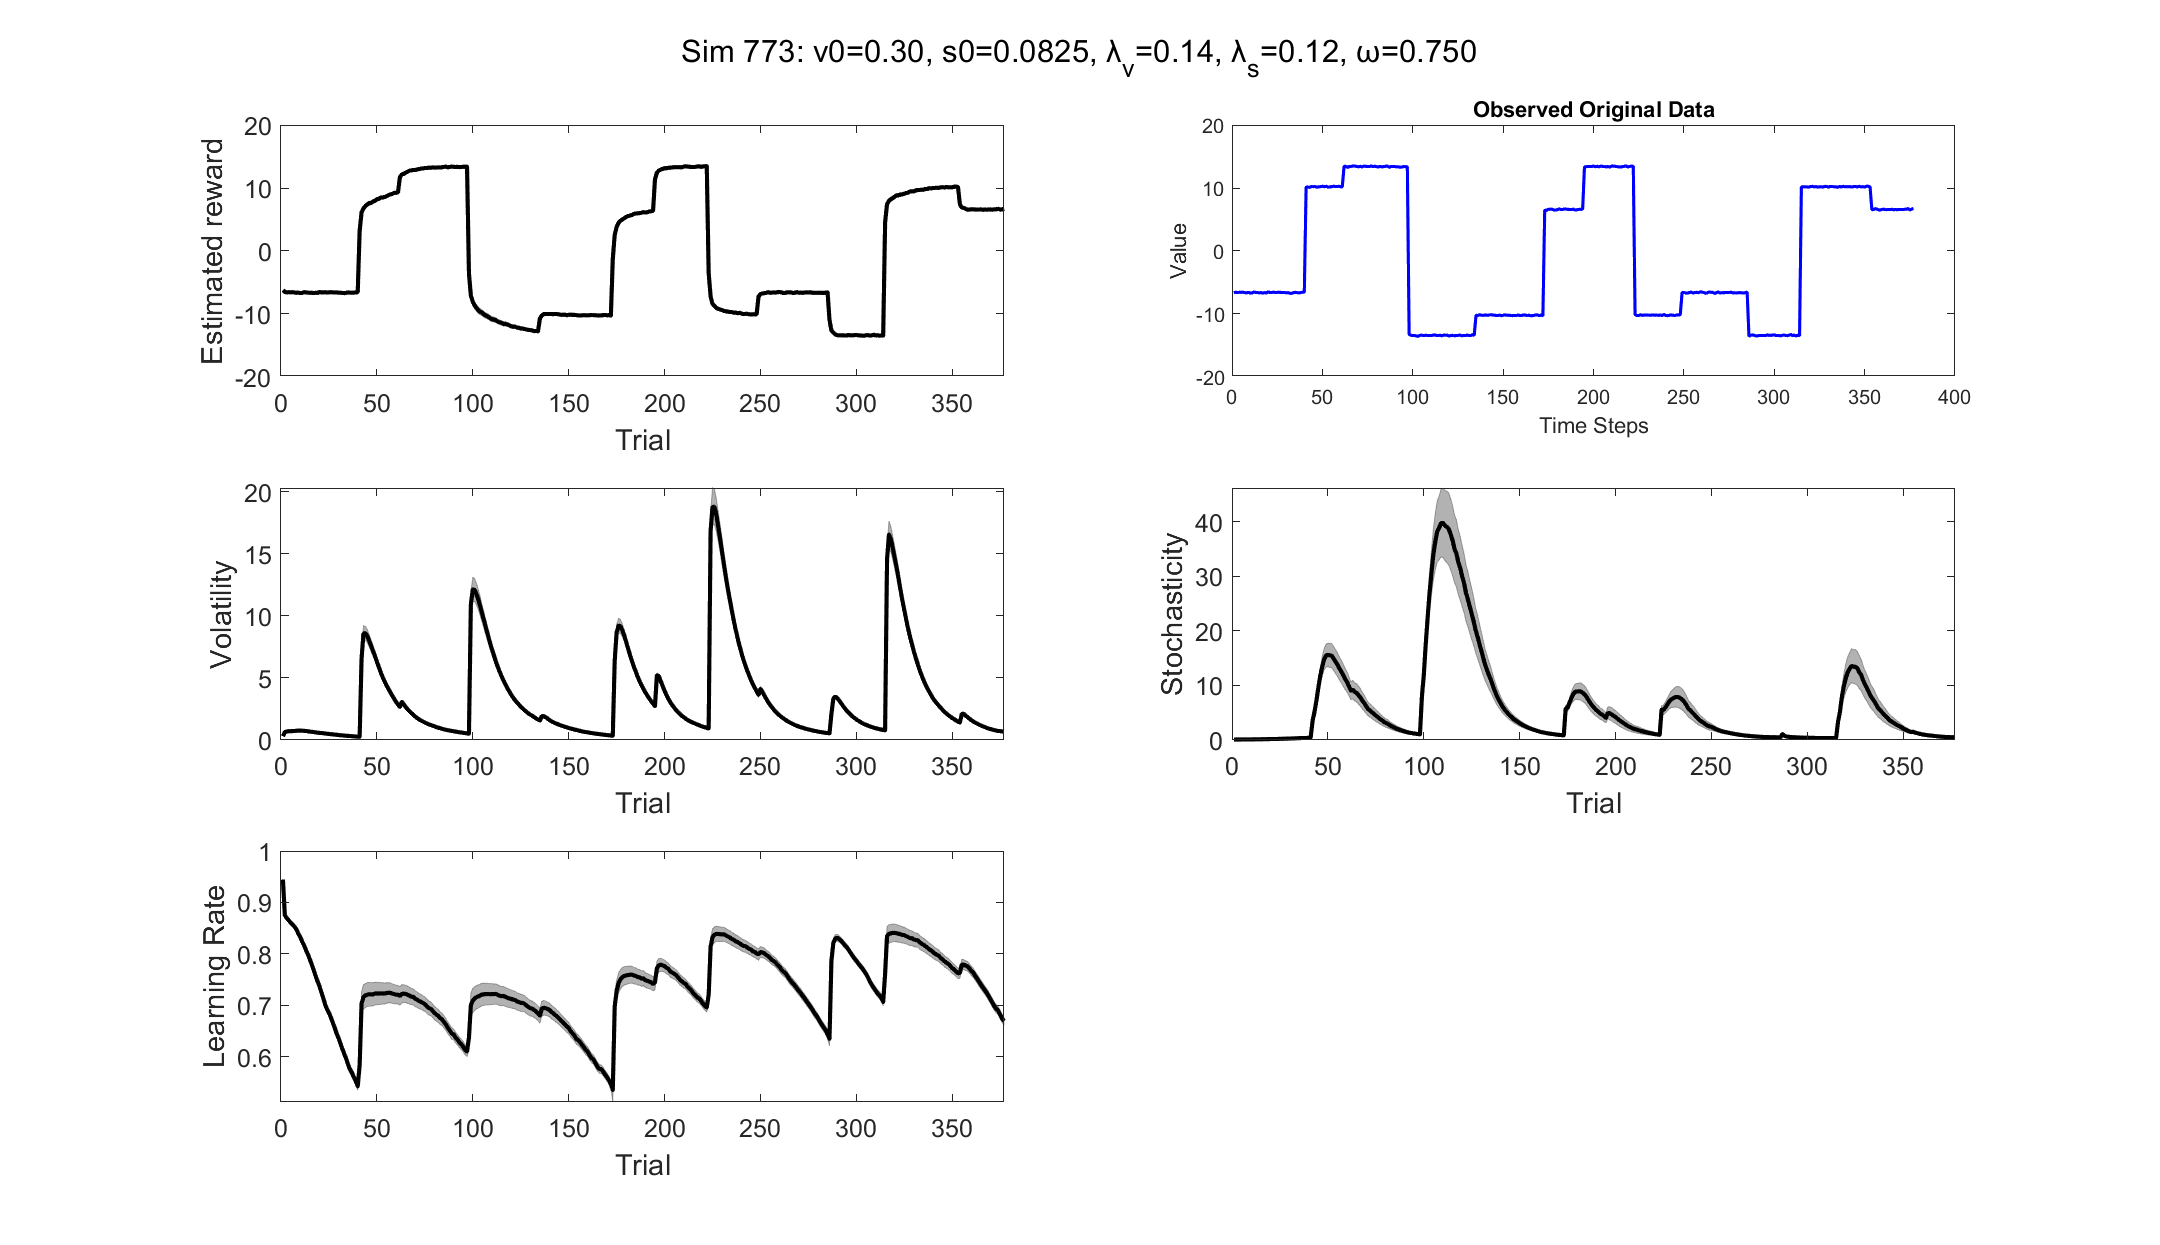 Sim 773: v0=0.30, s0=0.0825, λv=0.14, λs=0.12, ω=0.750
Estimated reward
20
10
0
-10
-20
0 50 100 150 200 250 300 350
Trial
Observed Original Data
Value
20
10
0
-10
-20
0 50 100 150 200 250 300 350 400
Time Steps
Volatility
20
15
10
5
0
0 50 100 150 200 250 300 350
Trial
Stochasticity
40
30
20
10
0
0 50 100 150 200 250 300 350
Trial
Learning Rate
1
0.9
0.8
0.7
0.6
0 50 100 150 200 250 300 350
Trial